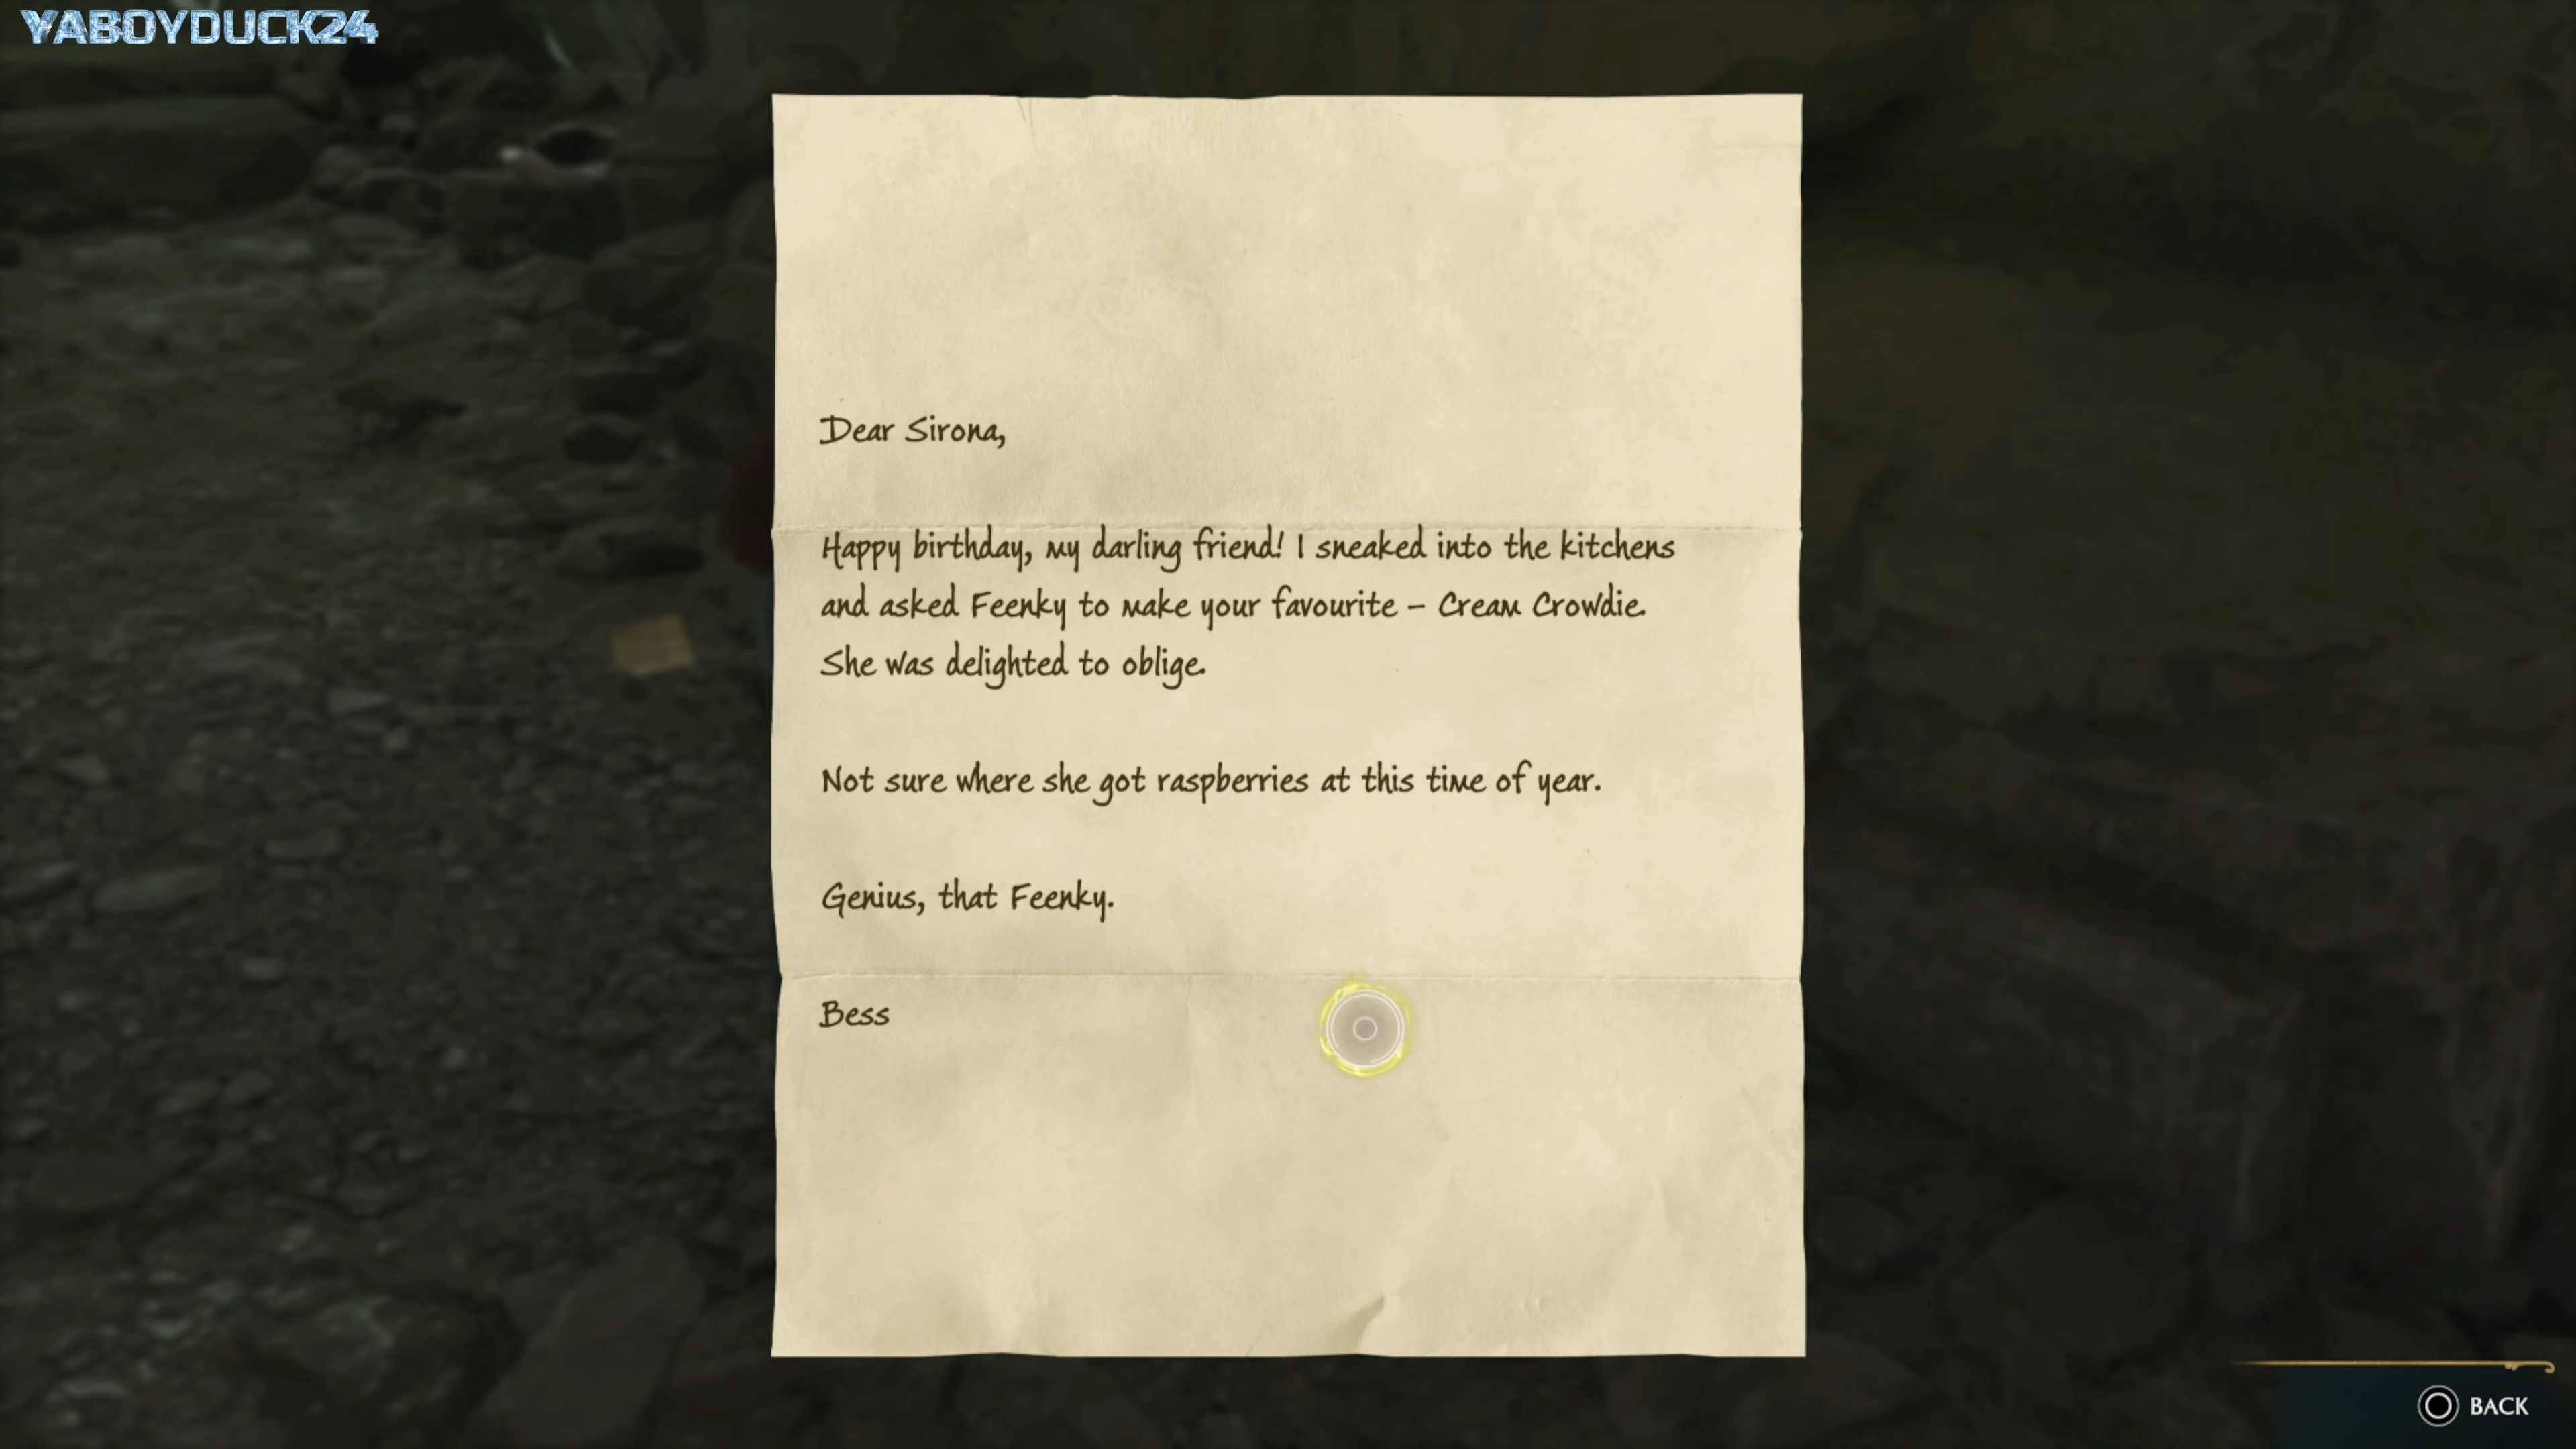 YABOYDUCK24
Dear Sirona,
Happy birthday, my darling friend! I sneaked into the kitchens
and asked Feenky to make your favourite – Cream Crowdie.
She was delighted to oblige.
Not sure where she got raspberries at this time of year.
Genius, that Feenky.
Bess
BACK